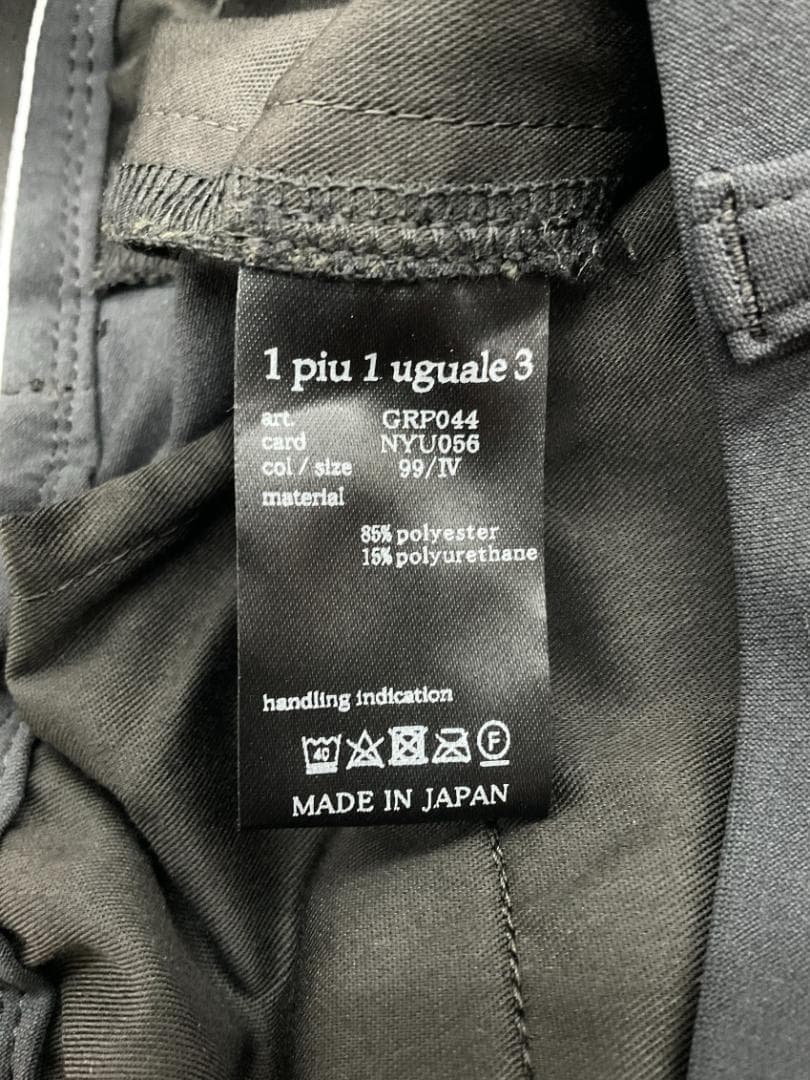 1 piu 1 uguale 3
art. GRP044
card NYU056
col / size 99/IV
material
85% polyester
15% polyurethane
handling indication
40 F
MADE IN JAPAN